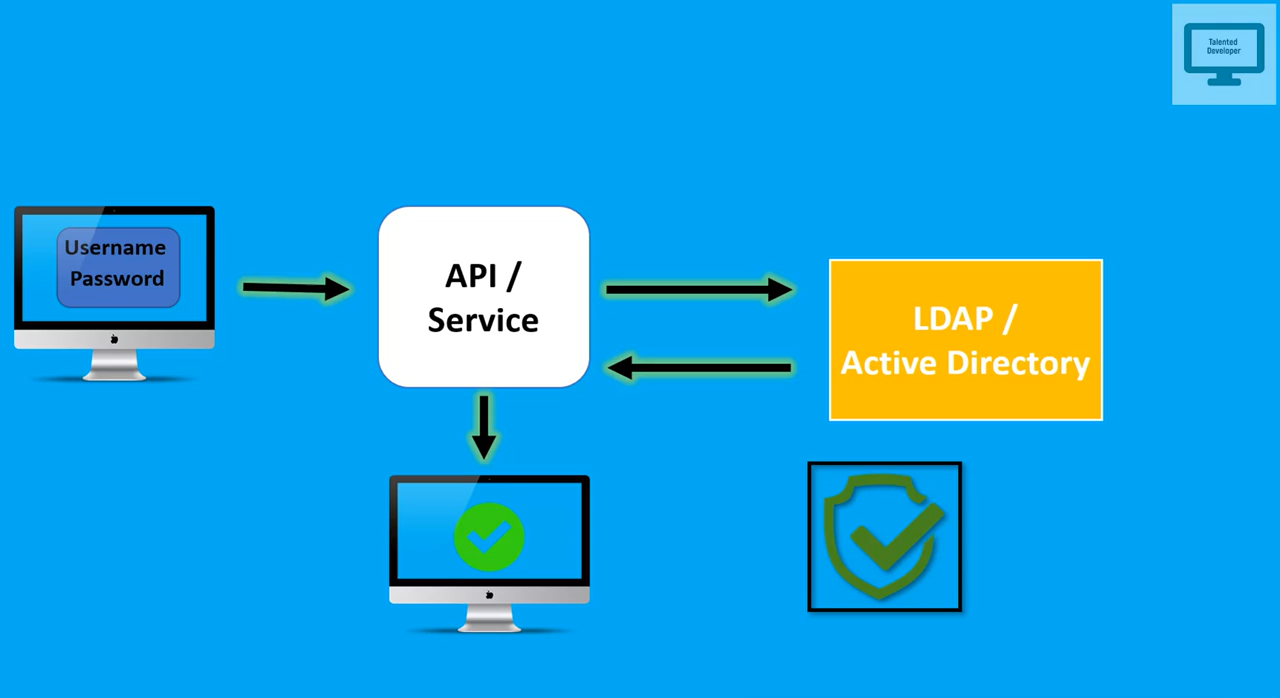 Talented
Developer
Username
Password
API /
Service
LDAP /
Active Directory